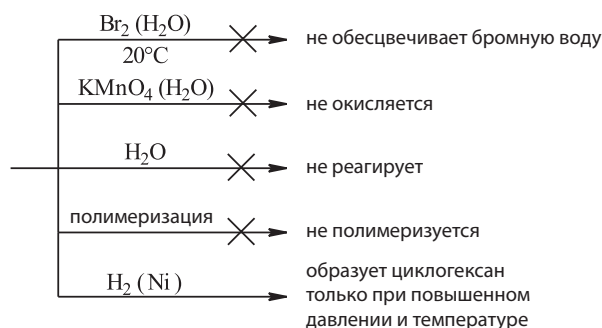 Br₂ (H₂O)
20°C
не обесцвечивает бромную воду
KMnO₄ (H₂O)
не окисляется
H₂O
не реагирует
полимеризация
не полимеризуется
H₂ (Ni)
образует циклогексан
только при повышенном
давлении и температуре